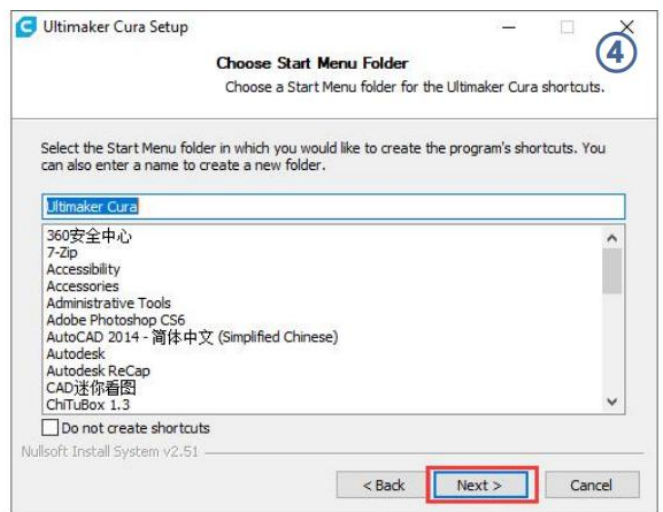 Ultimaker Cura Setup
④
Choose Start Menu Folder
Choose a Start Menu folder for the Ultimaker Cura shortcuts.
Select the Start Menu folder in which you would like to create the program's shortcuts. You
can also enter a name to create a new folder.
Ultimaker Cura
360安全中心
7-Zip
Accessibility
Accessories
Administrative Tools
Adobe Photoshop CS6
AutoCAD 2014 - 简体中文 (Simplified Chinese)
Autodesk
Autodesk ReCap
CAD迷你看图
ChiTuBox 1.3
Do not create shortcuts
Nullsoft Install System v2.51
< Back Next > Cancel